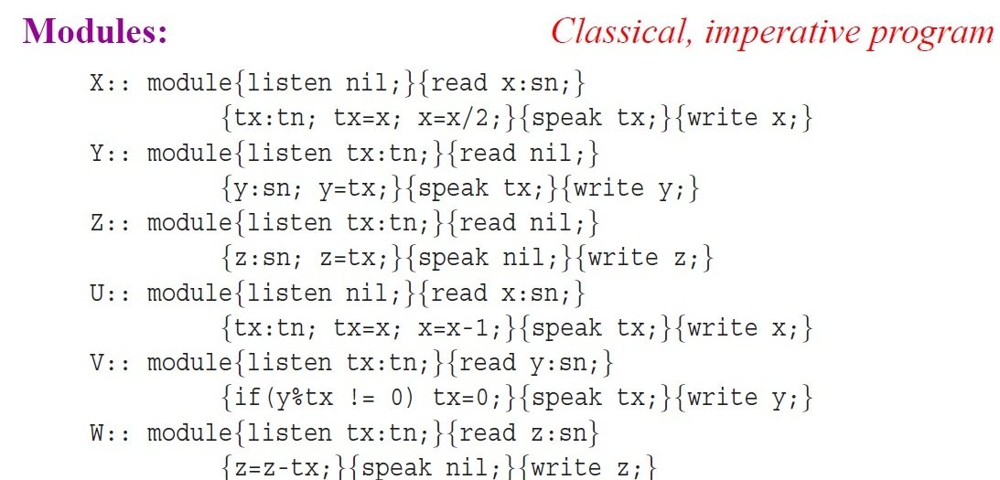 Modules: Classical, imperative program
X:: module{listen nil;}{read x:sn;}
{tx:tn; tx=x; x=x/2;}{speak tx;}{write x;}
Y:: module{listen tx:tn;}{read nil;}
{y:sn; y=tx;}{speak tx;}{write y;}
Z:: module{listen tx:tn;}{read nil;}
{z:sn; z=tx;}{speak nil;}{write z;}
U:: module{listen nil;}{read x:sn;}
{tx:tn; tx=x; x=x-1;}{speak tx;}{write x;}
V:: module{listen tx:tn;}{read y:sn;}
{if(y%tx != 0) tx=0;}{speak tx;}{write y;}
W:: module{listen tx:tn;}{read z:sn}
{z=z-tx;}{speak nil;}{write z;}